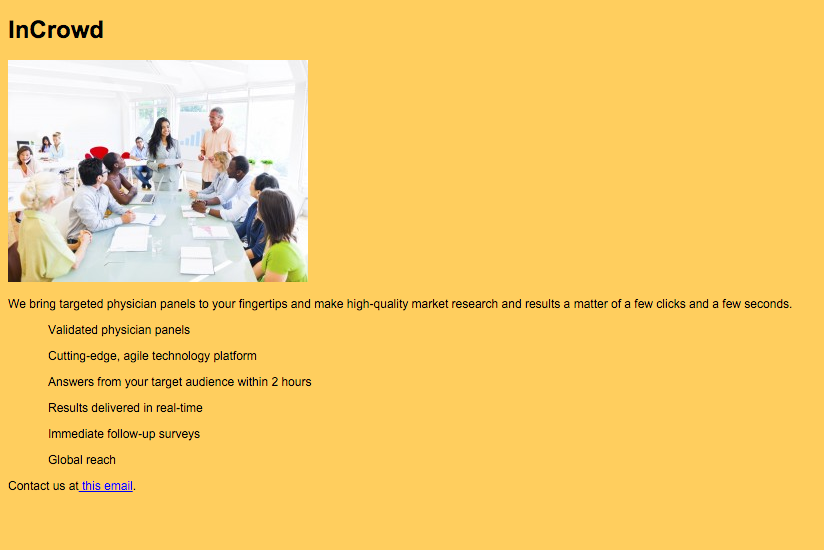 InCrowd
We bring targeted physician panels to your fingertips and make high-quality market research and results a matter of a few clicks and a few seconds.
Validated physician panels
Cutting-edge, agile technology platform
Answers from your target audience within 2 hours
Results delivered in real-time
Immediate follow-up surveys
Global reach
Contact us at this email.